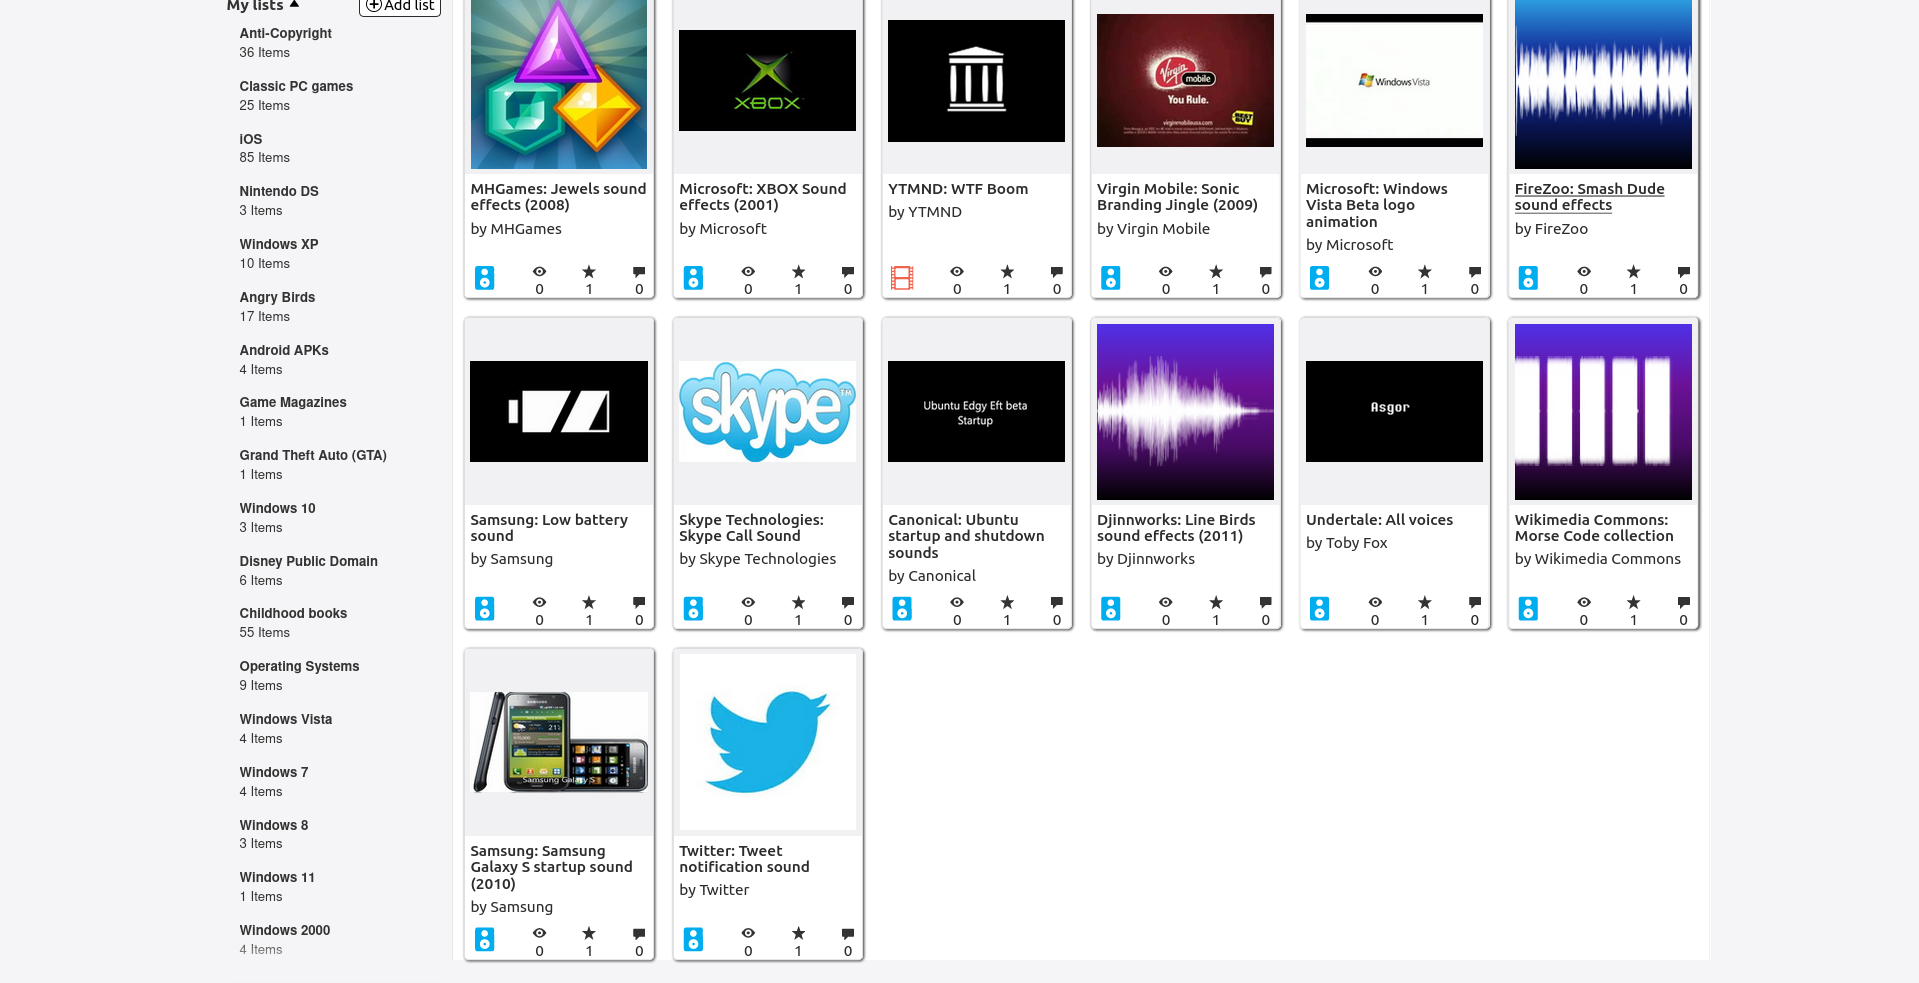 My lists
Add list
Anti-Copyright
36 Items
Classic PC games
25 Items
iOS
85 Items
Nintendo DS
3 Items
Windows XP
10 Items
Angry Birds
17 Items
Android APKs
4 Items
Game Magazines
1 Items
Grand Theft Auto (GTA)
1 Items
Windows 10
3 Items
Disney Public Domain
6 Items
Childhood books
55 Items
Operating Systems
9 Items
Windows Vista
4 Items
Windows 7
4 Items
Windows 8
3 Items
Windows 11
1 Items
Windows 2000
4 Items
MHGames: Jewels sound
effects (2008)
by MHGames
0 1 0
XBOX
Microsoft: XBOX Sound
effects (2001)
by Microsoft
0 1 0
YTMND: WTF Boom
by YTMND
0 1 0
Virgin
mobile
You Rule.
virginmobileusa.com
BEST
BUY
Virgin Mobile: Sonic
Branding Jingle (2009)
by Virgin Mobile
0 1 0
Windows Vista
Microsoft: Windows
Vista Beta logo
animation
by Microsoft
0 1 0
FireZoo: Smash Dude
sound effects
by FireZoo
0 1 0
Samsung: Low battery
sound
by Samsung
0 1 0
skype
TM
Skype Technologies:
Skype Call Sound
by Skype Technologies
0 1 0
Ubuntu Edgy Eft beta
Startup
Canonical: Ubuntu
startup and shutdown
sounds
by Canonical
0 1 0
Djinnworks: Line Birds
sound effects (2011)
by Djinnworks
0 1 0
Asgor
Undertale: All voices
by Toby Fox
0 1 0
Wikimedia Commons:
Morse Code collection
by Wikimedia Commons
0 1 0
SAMSUNG
Samsung Galaxy S
Samsung: Samsung
Galaxy S startup sound
(2010)
by Samsung
0 1 0
Twitter: Tweet
notification sound
by Twitter
0 1 0